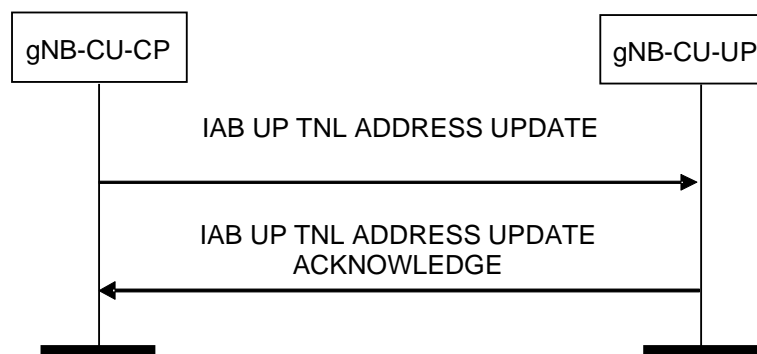 gNB-CU-CP
gNB-CU-UP
IAB UP TNL ADDRESS UPDATE
IAB UP TNL ADDRESS UPDATE
ACKNOWLEDGE